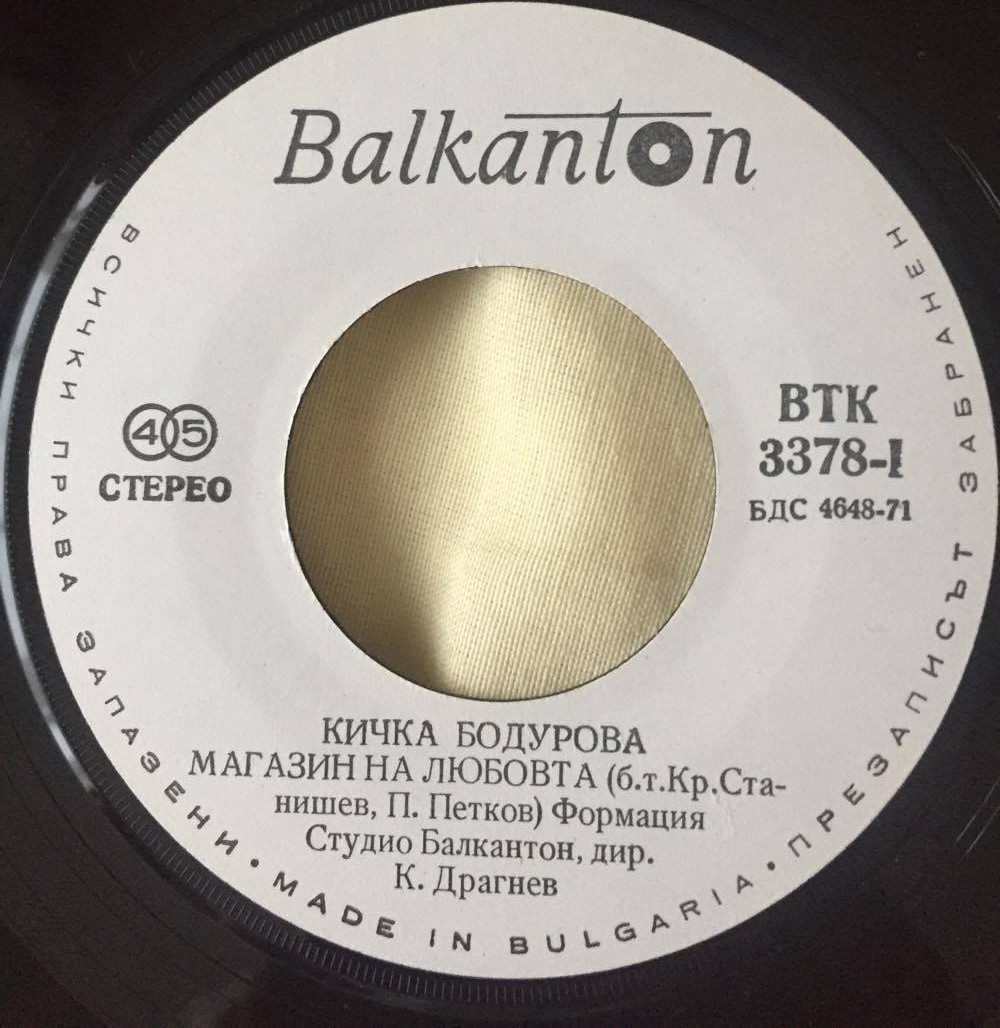 Balkanton
45
СТЕРЕО
ВТК
3378-1
БДС 4648-71
КИЧКА БОДУРОВА
МАГАЗИН НА ЛЮБОВТА (б.т.Кр.Ста-
нишев, П. Петков) Формация
Студио Балкантон, дир.
К. Драгнев
ВСИЧКИ ПРАВА ЗАПАЗЕНИ • MADE IN BULGARIA • ПРЕЗАПИСЪТ ЗАБРАНЕН